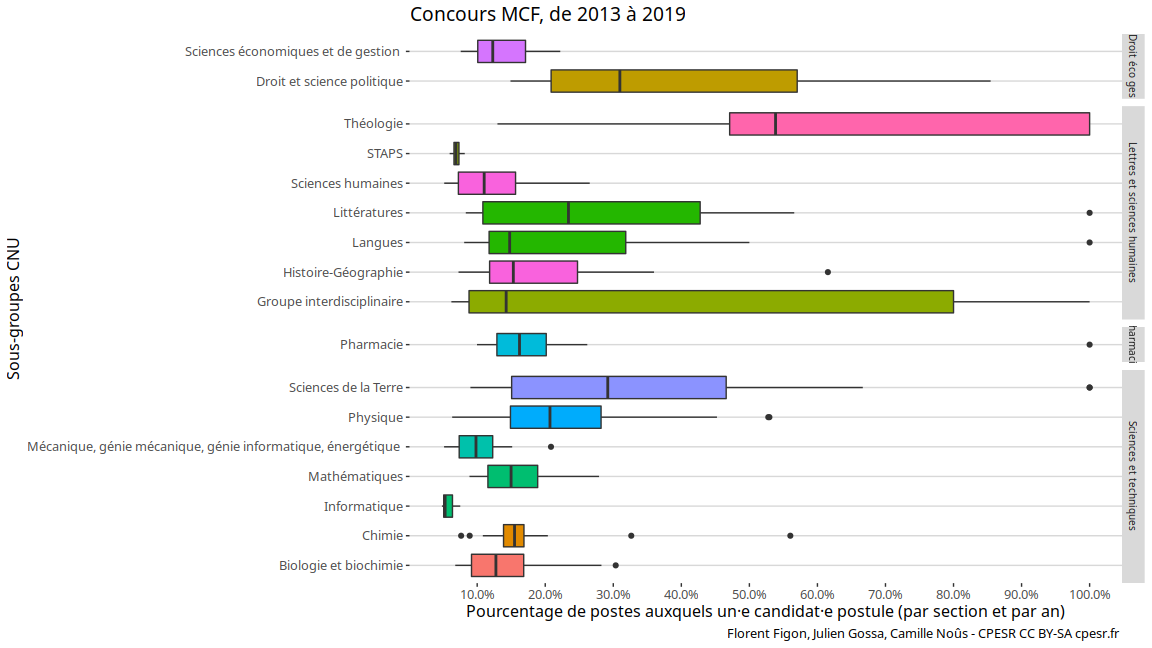 Concours MCF, de 2013 à 2019
Sous-groupes CNU
Droit éco ges
Sciences économiques et de gestion
Droit et science politique
Lettres et sciences humaines
Théologie
STAPS
Sciences humaines
Littératures
Langues
Histoire-Géographie
Groupe interdisciplinaire
harmaci
Pharmacie
Sciences et techniques
Sciences de la Terre
Physique
Mécanique, génie mécanique, génie informatique, énergétique
Mathématiques
Informatique
Chimie
Biologie et biochimie
10.0% 20.0% 30.0% 40.0% 50.0% 60.0% 70.0% 80.0% 90.0% 100.0%
Pourcentage de postes auxquels un·e candidat·e postule (par section et par an)
Florent Figon, Julien Gossa, Camille Noûs - CPESR CC BY-SA cpesr.fr